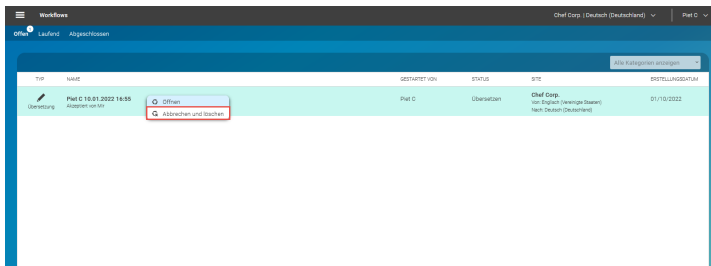 Workflows
Chef Corp. | Deutsch (Deutschland)
Piet C
Offen
Laufend
Abgeschlossen
Alle Kategorien anzeigen
TYP
NAME
GESTARTET VON
STATUS
SITE
ERSTELLUNGSDATUM
Übersetzung
Piet C 10.01.2022 16:55
Akzeptiert von Mir
Öffnen
Abbrechen und löschen
Piet C
Übersetzen
Chef Corp.
Von: Englisch (Vereinigte Staaten)
Nach: Deutsch (Deutschland)
01/10/2022